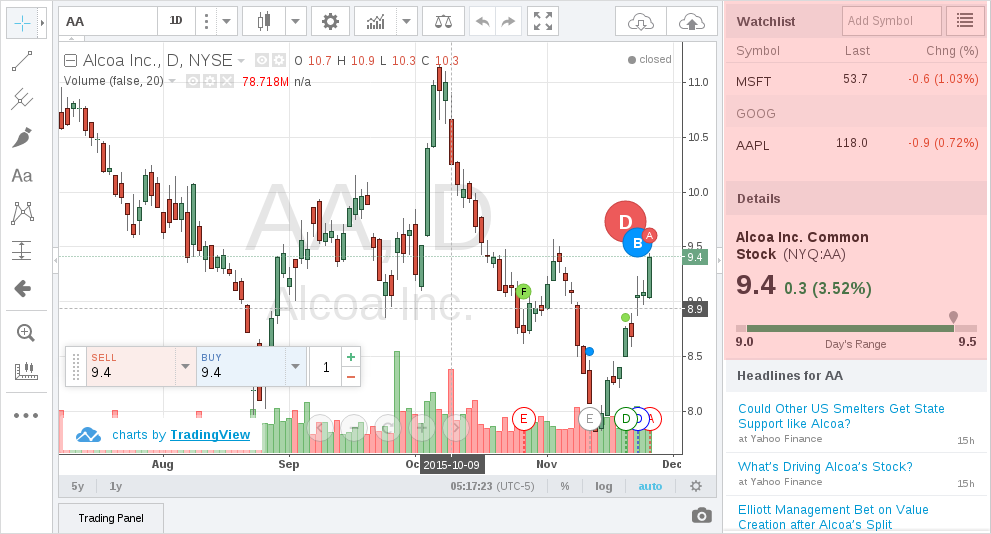 AA
1D
Alcoa Inc., D, NYSE
O 10.7 H 10.9 L 10.3 C 10.3
closed
Volume (false, 20)
78.718M n/a
AA, D
Alcoa Inc.
Aa
11.0
10.5
10.0
9.5
9.4
9.0
8.9
8.5
8.0
D
B
A
F
SELL
9.4
BUY
9.4
1
+
−
charts by TradingView
E
E
D
D
A
Aug
Sep
Oc
2015-10-09
Nov
Dec
5y
1y
05:17:23 (UTC-5)
%
log
auto
Trading Panel
Watchlist
Add Symbol
Symbol Last Chng (%)
MSFT 53.7 -0.6 (1.03%)
GOOG
AAPL 118.0 -0.9 (0.72%)
Details
Alcoa Inc. Common
Stock (NYQ:AA)
9.4 0.3 (3.52%)
9.0 Day's Range 9.5
Headlines for AA
Could Other US Smelters Get State
Support like Alcoa?
at Yahoo Finance 15h
What's Driving Alcoa's Stock?
at Yahoo Finance 15h
Elliott Management Bet on Value
Creation after Alcoa's Split